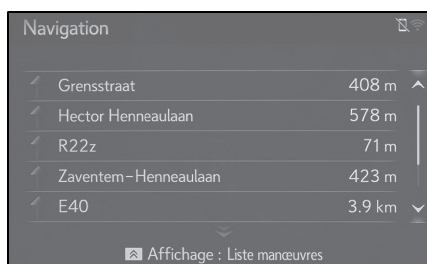 Navigation
Grensstraat 408 m
Hector Henneaulaan 578 m
R22z 71 m
Zaventem-Henneaulaan 423 m
E40 3.9 km
Affichage : Liste manœuvres